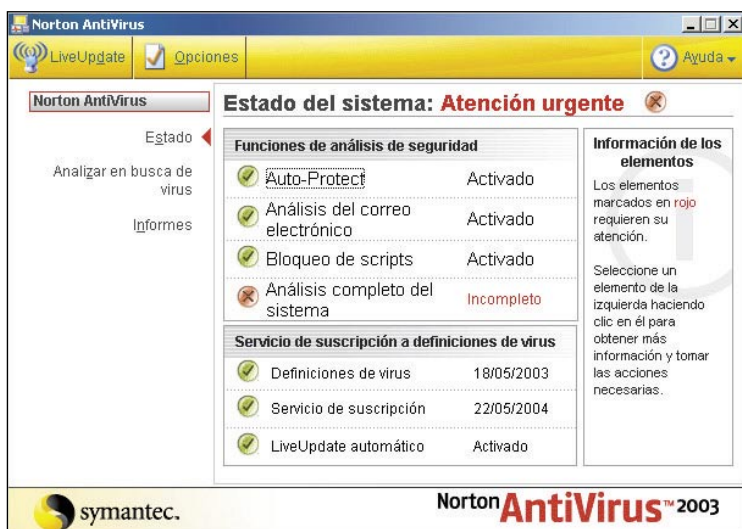 Norton AntiVirus
LiveUpdate
Opciones
Ayuda
Norton AntiVirus
Estado
Analizar en busca de
virus
Informes
Estado del sistema: Atención urgente
Funciones de análisis de seguridad
Auto-Protect Activado
Análisis del correo
electrónico Activado
Bloqueo de scripts Activado
Análisis completo del
sistema Incompleto
Servicio de suscripción a definiciones de virus
Definiciones de virus 18/05/2003
Servicio de suscripción 22/05/2004
LiveUpdate automático Activado
Información de los
elementos
Los elementos
marcados en rojo
requieren su
atención.
Seleccione un
elemento de la
izquierda haciendo
clic en él para
obtener más
información y tomar
las acciones
necesarias.
symantec.
Norton AntiVirus™ 2003